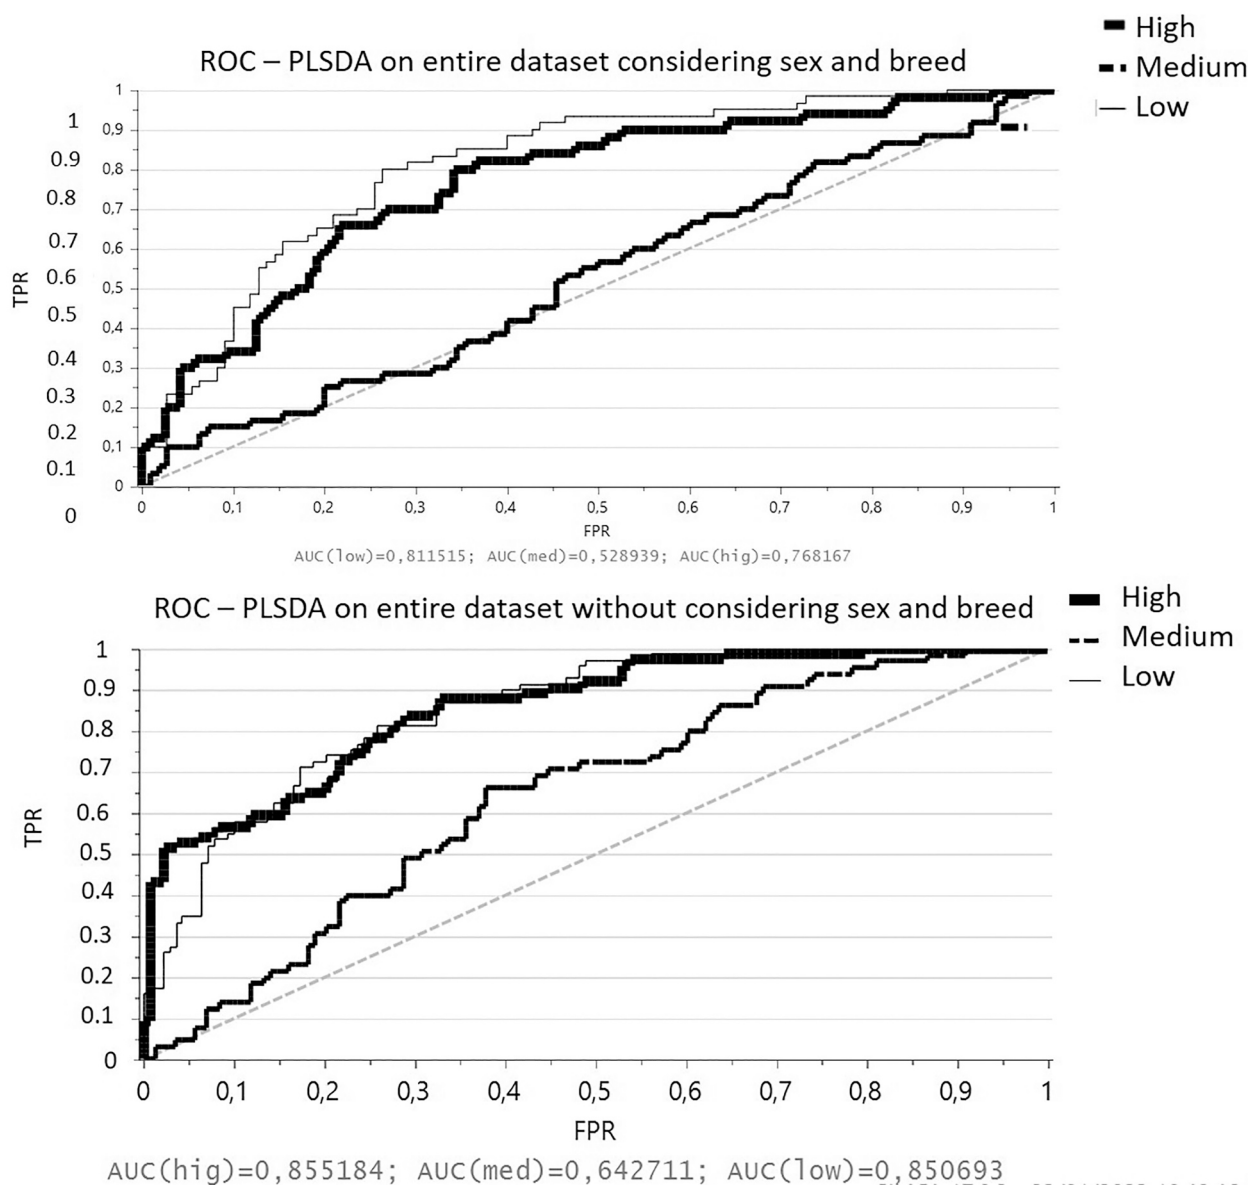 ROC – PLSDA on entire dataset considering sex and breed
High
Medium
Low
1
0.9
0.8
0.7
0.6
0.5
0.4
0.3
0.2
0.1
0
TPR
1
0,9
0,8
0,7
0,6
0,5
0,4
0,3
0,2
0,1
0
0 0,1 0,2 0,3 0,4 0,5 0,6 0,7 0,8 0,9 1
FPR
AUC(low)=0,811515; AUC(med)=0,528939; AUC(hig)=0,768167
ROC – PLSDA on entire dataset without considering sex and breed
High
Medium
Low
1
0.9
0.8
0.7
0.6
0.5
0.4
0.3
0.2
0.1
0
TPR
0 0,1 0,2 0,3 0,4 0,5 0,6 0,7 0,8 0,9 1
FPR
AUC(hig)=0,855184; AUC(med)=0,642711; AUC(low)=0,850693